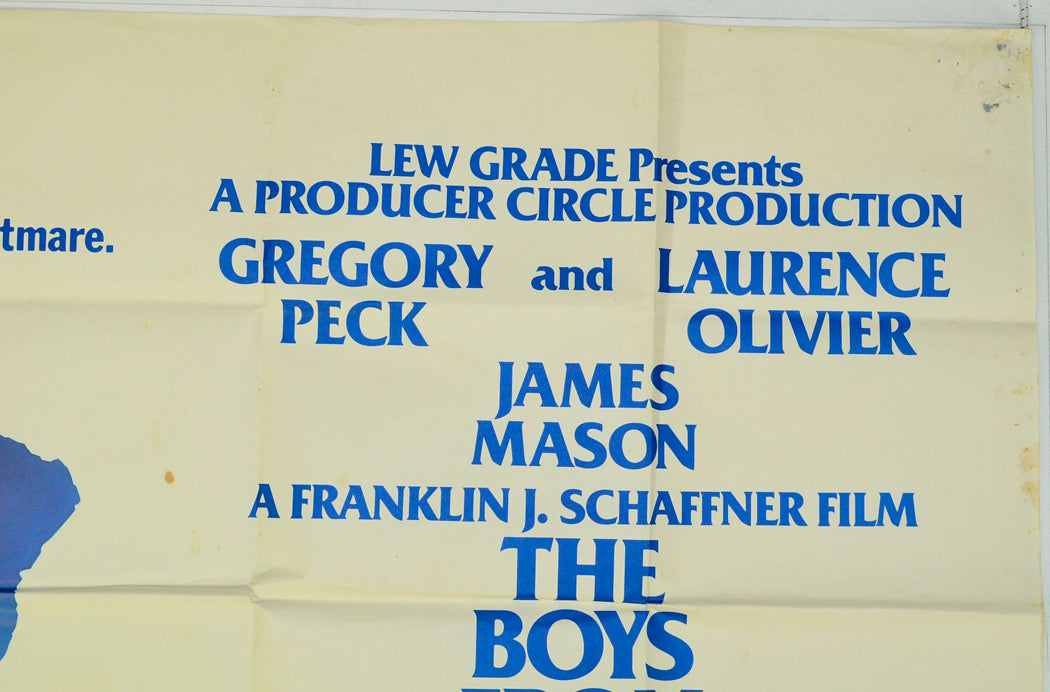 LEW GRADE Presents
A PRODUCER CIRCLE PRODUCTION
tmare.
GREGORY and LAURENCE
PECK OLIVIER
JAMES
MASON
A FRANKLIN J. SCHAFFNER FILM
THE
BOYS
FROM